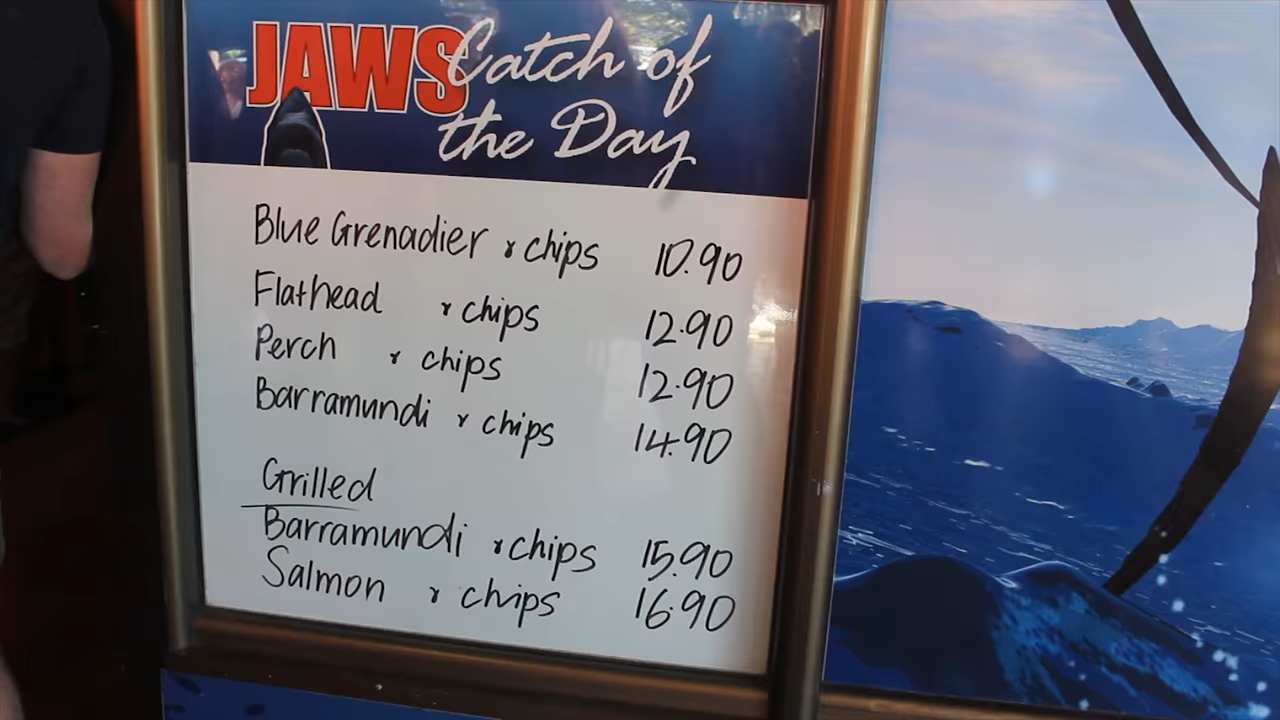 JAWS Catch of
the Day
Blue Grenadier & chips 10.90
Flathead & chips 12.90
Perch & chips 12.90
Barramundi & chips 14.90
Grilled
Barramundi & chips 15.90
Salmon & chips 16.90